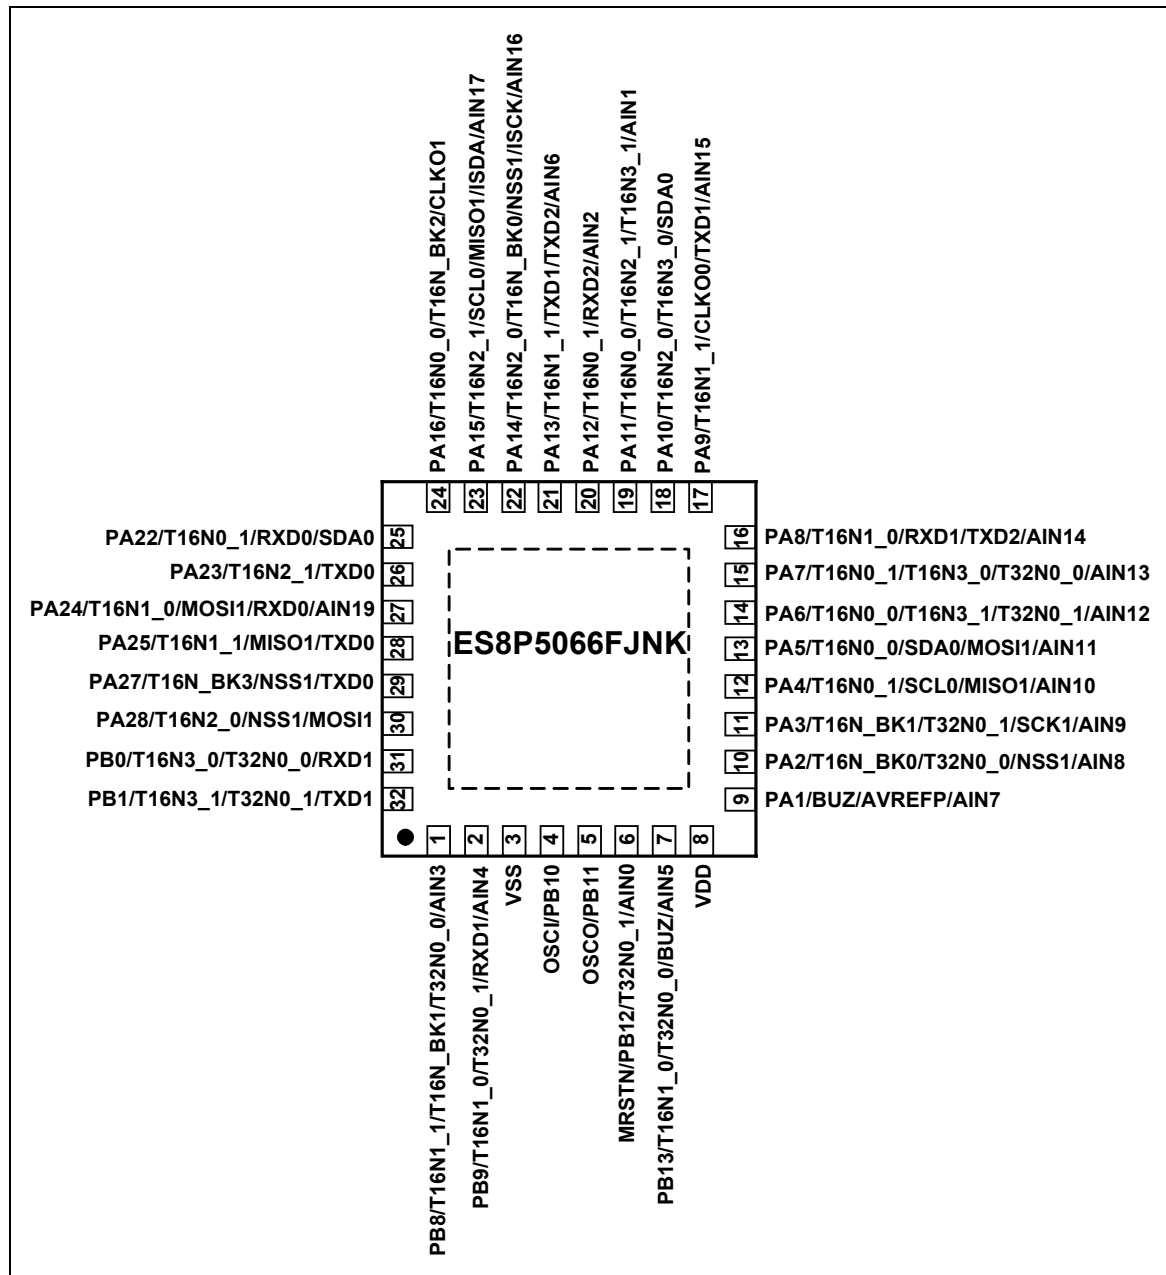 PA16/T16N0_0/T16N_BK2/CLKO1
PA15/T16N2_1/SCL0/MISO1/ISDA/AIN17
PA14/T16N2_0/T16N_BK0/NSS1/ISCK/AIN16
PA13/T16N1_1/TXD1/TXD2/AIN6
PA12/T16N0_1/RXD2/AIN2
PA11/T16N0_0/T16N2_1/T16N3_1/AIN1
PA10/T16N2_0/T16N3_0/SDA0
PA9/T16N1_1/CLKO0/TXD1/AIN15
24
23
22
21
20
19
18
17
PA22/T16N0_1/RXD0/SDA0
25
PA23/T16N2_1/TXD0
26
PA24/T16N1_0/MOSI1/RXD0/AIN19
27
PA25/T16N1_1/MISO1/TXD0
28
PA27/T16N_BK3/NSS1/TXD0
29
PA28/T16N2_0/NSS1/MOSI1
30
PB0/T16N3_0/T32N0_0/RXD1
31
PB1/T16N3_1/T32N0_1/TXD1
32
ES8P5066FJNK
16
PA8/T16N1_0/RXD1/TXD2/AIN14
15
PA7/T16N0_1/T16N3_0/T32N0_0/AIN13
14
PA6/T16N0_0/T16N3_1/T32N0_1/AIN12
13
PA5/T16N0_0/SDA0/MOSI1/AIN11
12
PA4/T16N0_1/SCL0/MISO1/AIN10
11
PA3/T16N_BK1/T32N0_1/SCK1/AIN9
10
PA2/T16N_BK0/T32N0_0/NSS1/AIN8
9
PA1/BUZ/AVREFP/AIN7
1
2
3
4
5
6
7
8
PB8/T16N1_1/T16N_BK1/T32N0_0/AIN3
PB9/T16N1_0/T32N0_1/RXD1/AIN4
VSS
OSCI/PB10
OSCO/PB11
MRSTN/PB12/T32N0_1/AIN0
PB13/T16N1_0/T32N0_0/BUZ/AIN5
VDD